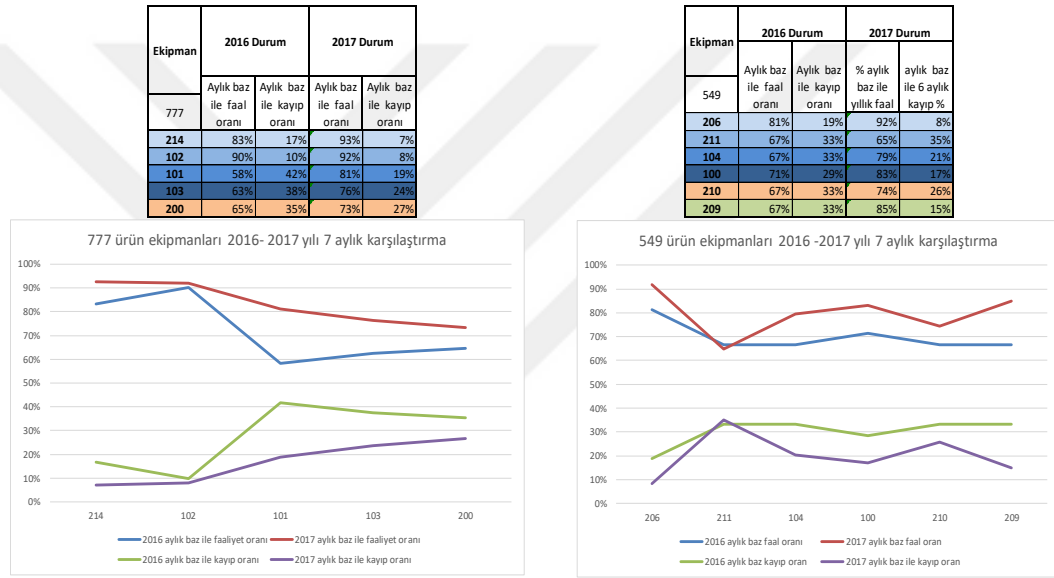 Ekipman 2016 Durum 2017 Durum
777 Aylık baz ile faal oranı Aylık baz ile kayıp oranı Aylık baz ile faal oranı Aylık baz ile kayıp oranı
214 83% 17% 93% 7%
102 90% 10% 92% 8%
101 58% 42% 81% 19%
103 63% 38% 76% 24%
200 65% 35% 73% 27%
777 ürün ekipmanları 2016- 2017 yılı 7 aylık karşılaştırma
100%
90%
80%
70%
60%
50%
40%
30%
20%
10%
0%
214 102 101 103 200
2016 aylık baz ile faaliyet oranı 2017 aylık baz ile faaliyet oranı
2016 aylık baz ile kayıp oranı 2017 aylık baz ile kayıp oranı
Ekipman 2016 Durum 2017 Durum
549 Aylık baz ile faal oranı Aylık baz ile kayıp oranı % aylık baz ile yıllık faal aylık baz ile 6 aylık kayıp %
206 81% 19% 92% 8%
211 67% 33% 65% 35%
104 67% 33% 79% 21%
100 71% 29% 83% 17%
210 67% 33% 74% 26%
209 67% 33% 85% 15%
549 ürün ekipmanları 2016 -2017 yılı 7 aylık karşılaştırma
100%
90%
80%
70%
60%
50%
40%
30%
20%
10%
0%
206 211 104 100 210 209
2016 aylık baz faal oranı 2017 aylık baz faal oran
2016 aylık baz kayıp oran 2017 aylık baz ile kayıp oran